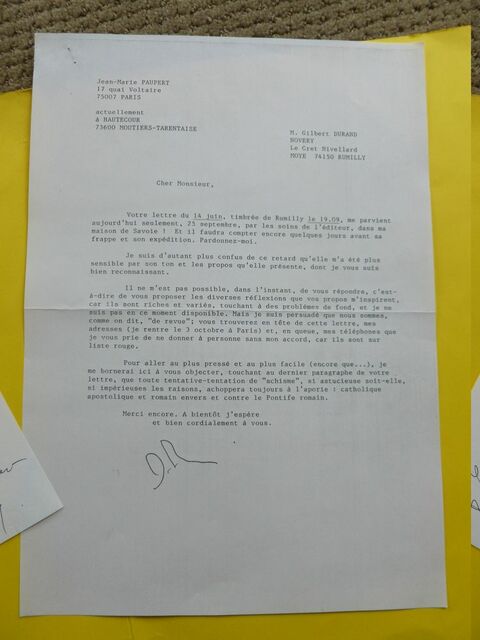 Jean-Marie PAUPERT
17 quai Voltaire
75007 PARIS
actuellement
à HAUTECOUR
73600 MOUTIERS-TARENTAISE
M. Gilbert DURAND
NOVERY
Le Cret Nivellard
MOYE 74150 RUMILLY
Cher Monsieur,
Votre lettre du 14 juin, timbrée de Rumilly le 19.09, me parvient
aujourd'hui seulement, 25 septembre, par les soins de l'éditeur, dans ma
maison de Savoie ! Et il faudra compter encore quelques jours avant sa
frappe et son expédition. Pardonnez-moi.
Je suis d'autant plus confus de ce retard qu'elle m'a été plus
sensible par son ton et les propos qu'elle présente, dont je vous suis
bien reconnaissant.
Il ne m'est pas possible, dans l'instant, de vous répondre, c'est-
à-dire de vous proposer les diverses réflexions que vos propos m'inspirent,
car ils sont riches et variés, touchant à des problèmes de fond, et je ne
suis pas en ce moment disponible. Mais je suis persuadé que nous sommes,
comme on dit, "de revue"; vous trouverez en tête de cette lettre, mes
adresses (je rentre le 3 octobre à Paris) et, en queue, mes téléphones que
je vous prie de ne donner à personne sans mon accord, car ils sont sur
liste rouge.
Pour aller au plus pressé et au plus facile (encore que...), je
me bornerai ici à vous objecter, touchant au dernier paragraphe de votre
lettre, que toute tentative-tentation de "schisme", si astucieuse soit-elle,
si impérieuses les raisons, achoppera toujours à l'aporie : catholique
apostolique et romain envers et contre le Pontife romain.
Merci encore. A bientôt j'espère
et bien cordialement à vous.